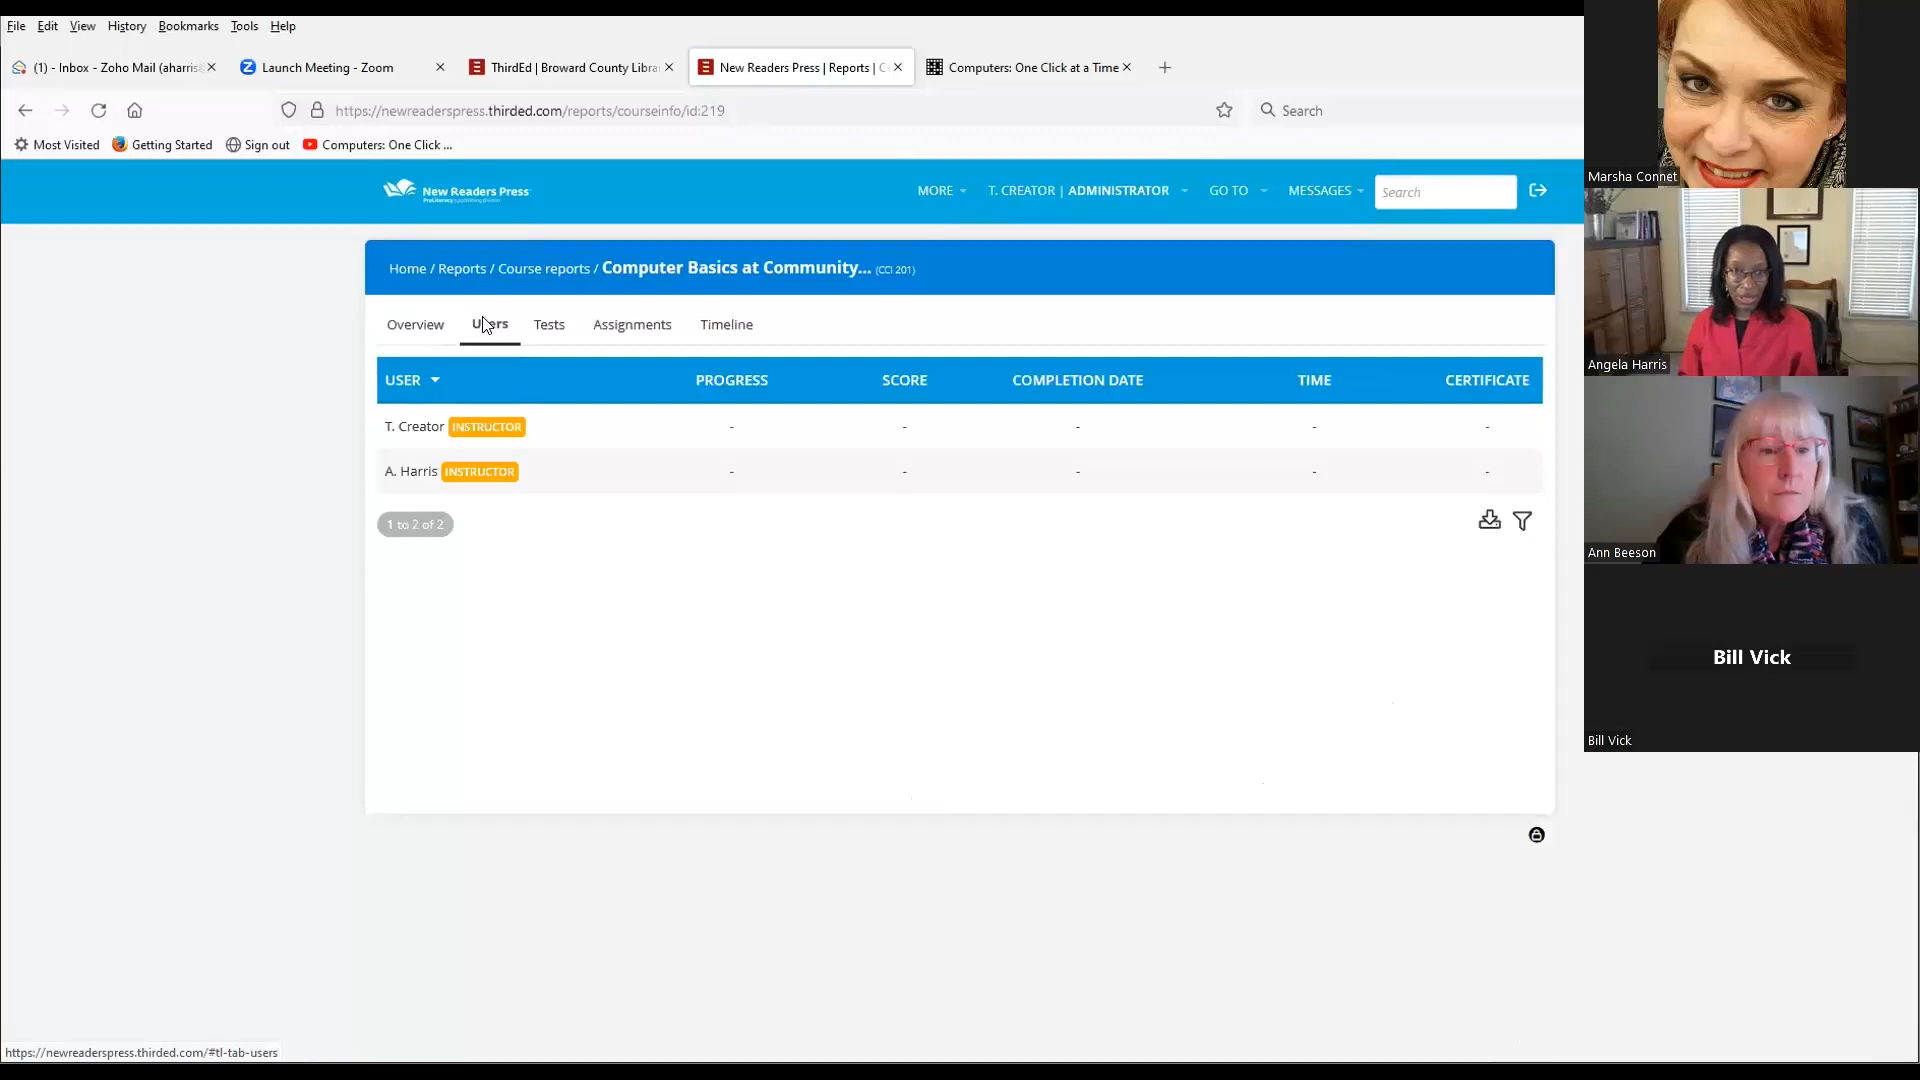 File Edit View History Bookmarks Tools Help
(1) - Inbox - Zoho Mail (aharris
Launch Meeting - Zoom
ThirdEd | Broward County Libra
New Readers Press | Reports | C
Computers: One Click at a Time
https://newreaderspress.thirded.com/reports/courseinfo/id:219
Search
Most Visited Getting Started Sign out Computers: One Click ...
New Readers Press
MORE T. CREATOR | ADMINISTRATOR GO TO MESSAGES Search
Home / Reports / Course reports / Computer Basics at Community... (CCI 201)
Overview Users Tests Assignments Timeline
USER PROGRESS SCORE COMPLETION DATE TIME CERTIFICATE
T. Creator INSTRUCTOR - - - - -
A. Harris INSTRUCTOR - - - - -
1 to 2 of 2
https://newreaderspress.thirded.com/#tl-tab-users
Marsha Connet
Angela Harris
Ann Beeson
Bill Vick
Bill Vick